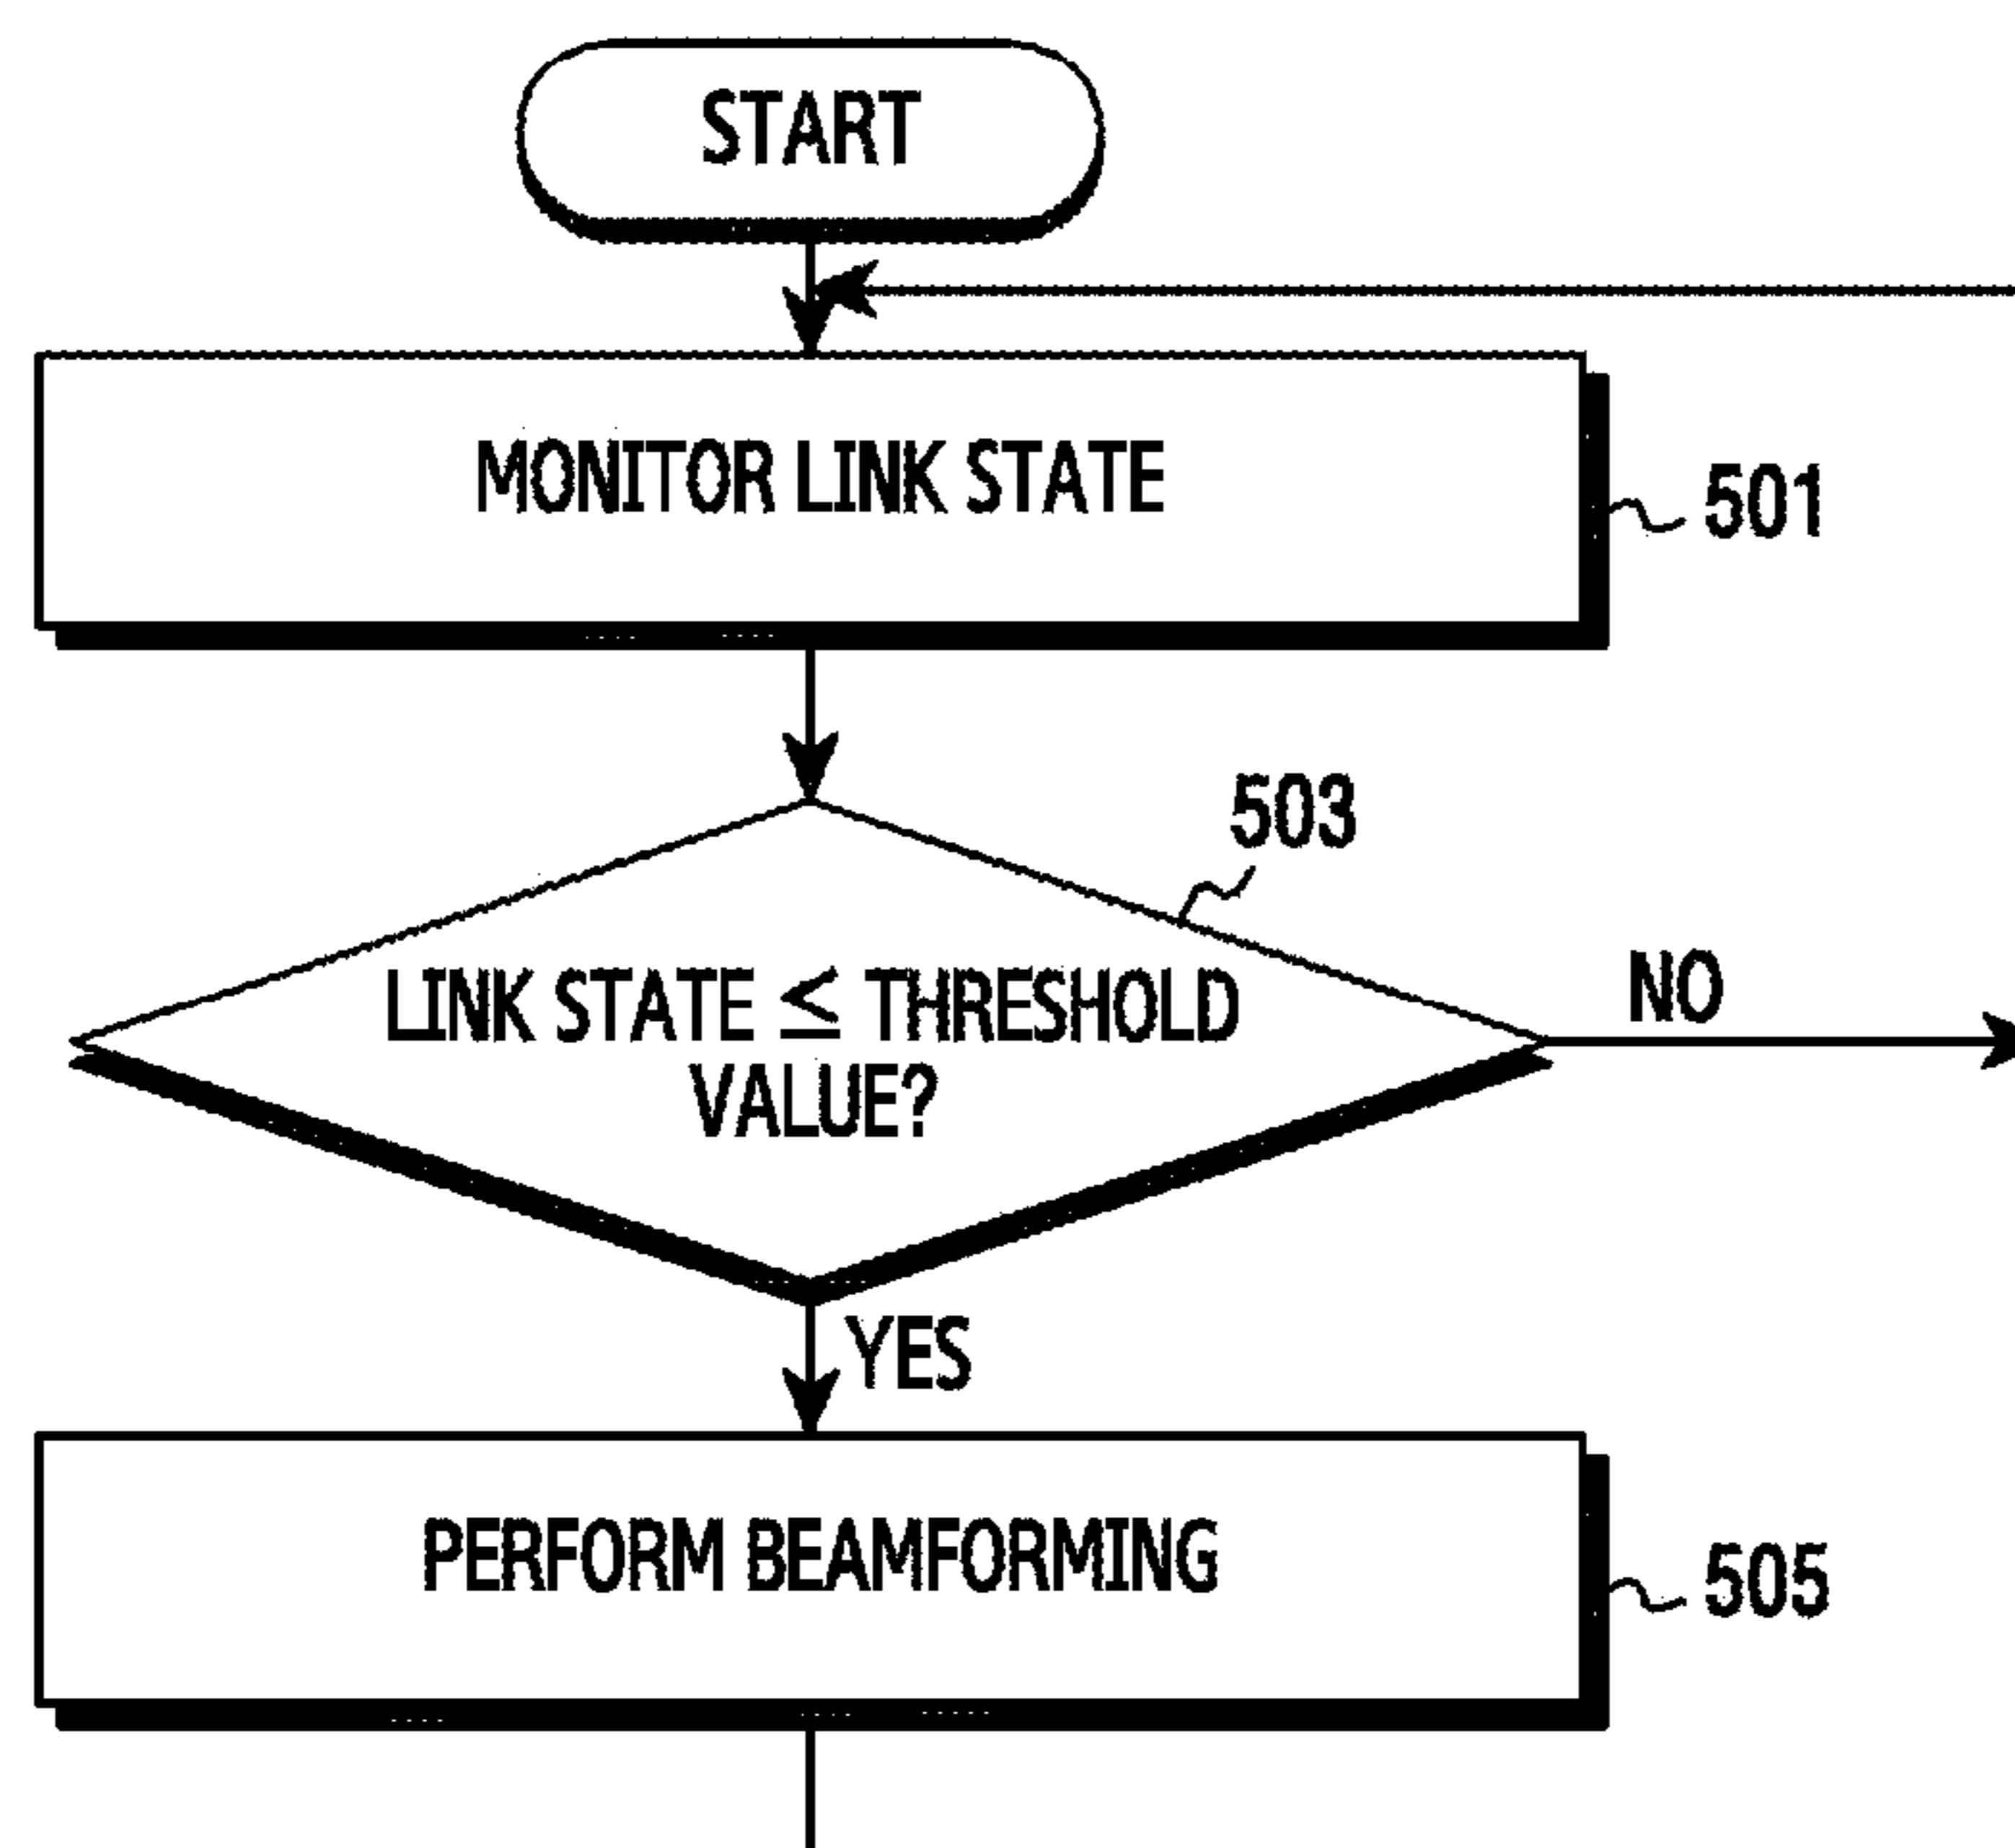 START
MONITOR LINK STATE
501
503
LINK STATE ≤ THRESHOLD
VALUE?
NO
YES
PERFORM BEAMFORMING
505